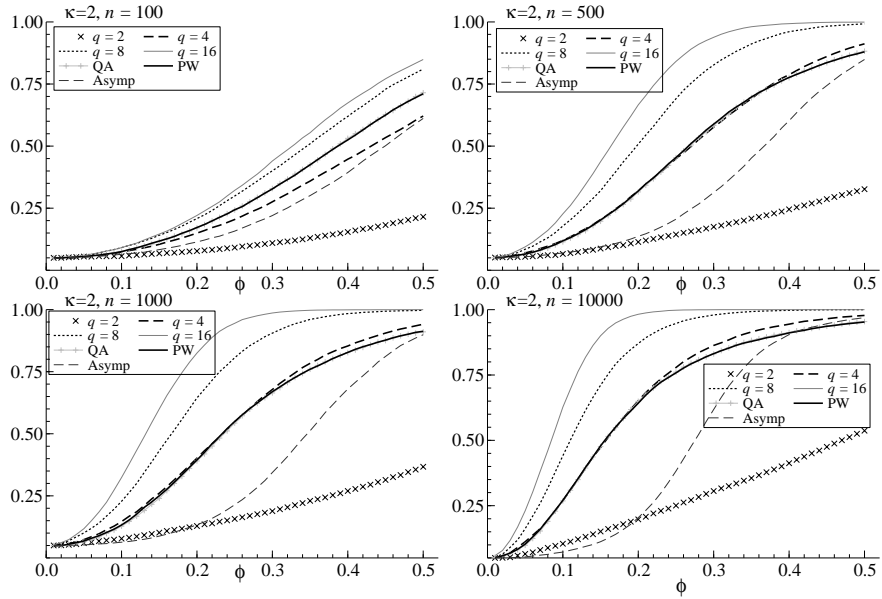 κ=2, n = 100
1.00
q = 2 q = 4
q = 8 q = 16
QA PW
Asymp
0.75
0.50
0.25
0.0 0.1 0.2 0.3 0.4 0.5
ϕ
κ=2, n = 500
1.00
q = 2 q = 4
q = 8 q = 16
QA PW
Asymp
0.75
0.50
0.25
0.0 0.1 0.2 0.3 0.4 0.5
ϕ
κ=2, n = 1000
1.00
q = 2 q = 4
q = 8 q = 16
QA PW
Asymp
0.75
0.50
0.25
0.0 0.1 0.2 0.3 0.4 0.5
ϕ
κ=2, n = 10000
1.00
0.75
q = 2 q = 4
q = 8 q = 16
QA PW
Asymp
0.50
0.25
0.0 0.1 0.2 0.3 0.4 0.5
ϕ